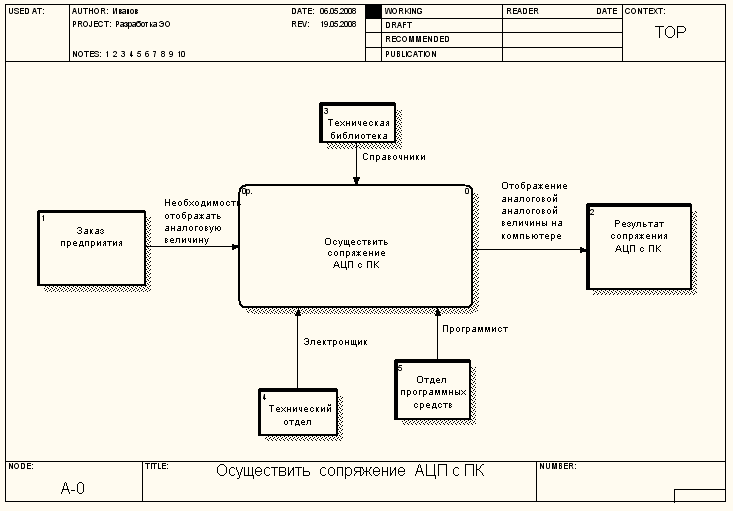 USED AT:
AUTHOR: Иванов
DATE: 06.05.2008
WORKING
READER
DATE
CONTEXT:
PROJECT: Разработка ЭО
REV: 19.05.2008
DRAFT
TOP
RECOMMENDED
NOTES: 1 2 3 4 5 6 7 8 9 10
PUBLICATION
3
Техническая
библиотека
Справочники
0р.
0
Необходимость
отображать
аналоговую
величину
Отображение
аналоговой
аналоговой
величины на
компьютере
1
Заказ
предприятия
Осуществить
сопряжение
АЦП с ПК
2
Результат
сопряжения
АЦП с ПК
Электронщик
Программист
4
Технический
отдел
5
Отдел
программных
средств
NODE:
A-0
TITLE:
Осуществить сопряжение АЦП с ПК
NUMBER: